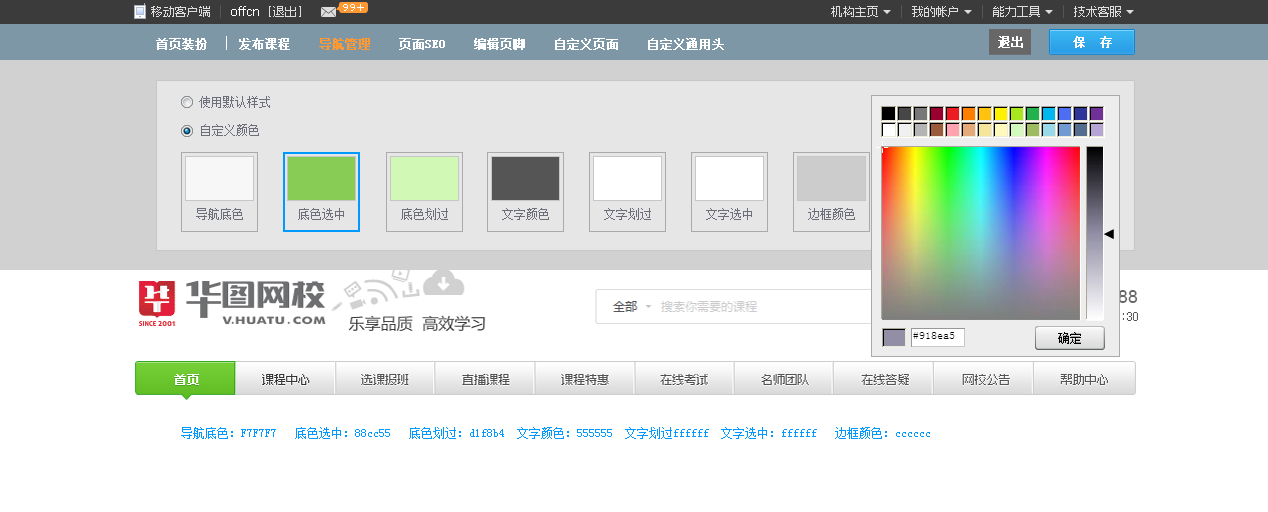 移动客户端 offcn [退出] 99+ 机构主页 我的帐户 能力工具 技术客服
首页装扮 发布课程 导航管理 页面SEO 编辑页脚 自定义页面 自定义通用头 退出 保 存
使用默认样式
自定义颜色
导航底色 底色选中 底色划过 文字颜色 文字划过 文字选中 边框颜色
#918ea5 确定
华图网校
V.HUATU.COM
SINCE 2001
乐享品质 高效学习
全部 搜索你需要的课程
88
:30
首页 课程中心 选课报班 直播课程 课程特惠 在线考试 名师团队 在线答疑 网校公告 帮助中心
导航底色: F7F7F7 底色选中: 88cc55 底色划过: d1f8b4 文字颜色: 555555 文字划过ffffff 文字选中: ffffff 边框颜色: cccccc